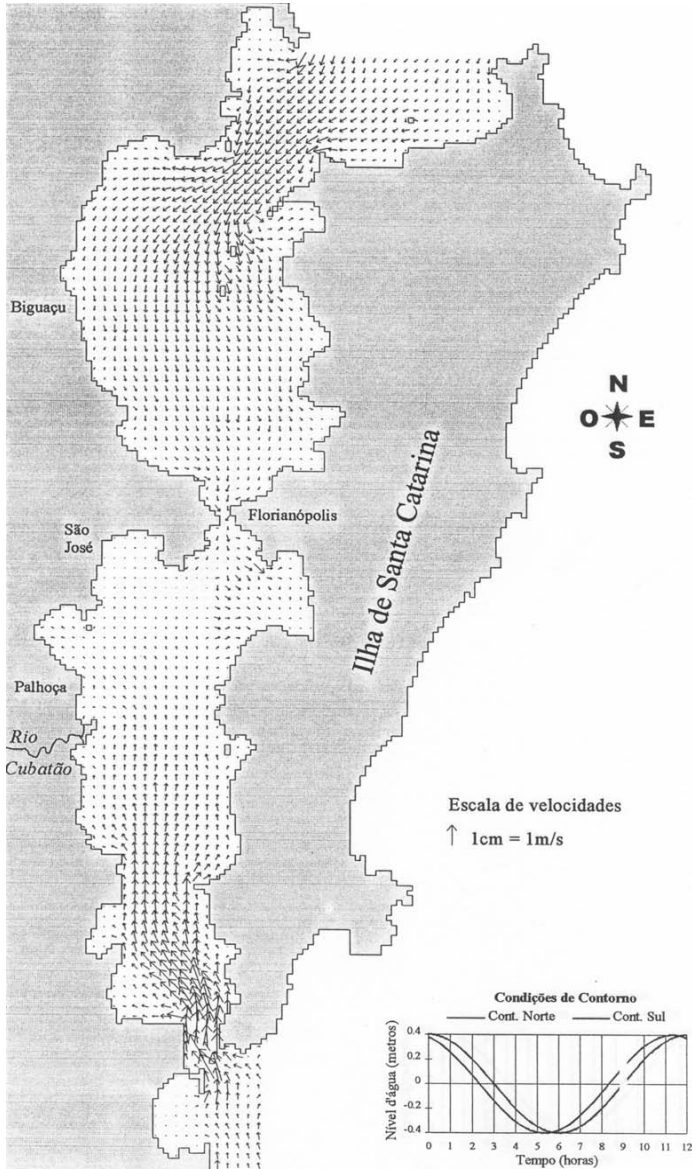 Biguaçu
N
O E
S
Florianópolis
São
José
Ilha de Santa Catarina
Palhoça
Rio
Cubatão
Escala de velocidades
1cm = 1m/s
Condições de Contorno
Cont. Norte Cont. Sul
Nível d'água (metros)
0.4
0.2
0
-0.2
-0.4
0 1 2 3 4 5 6 7 8 9 10 11 12
Tempo (horas)